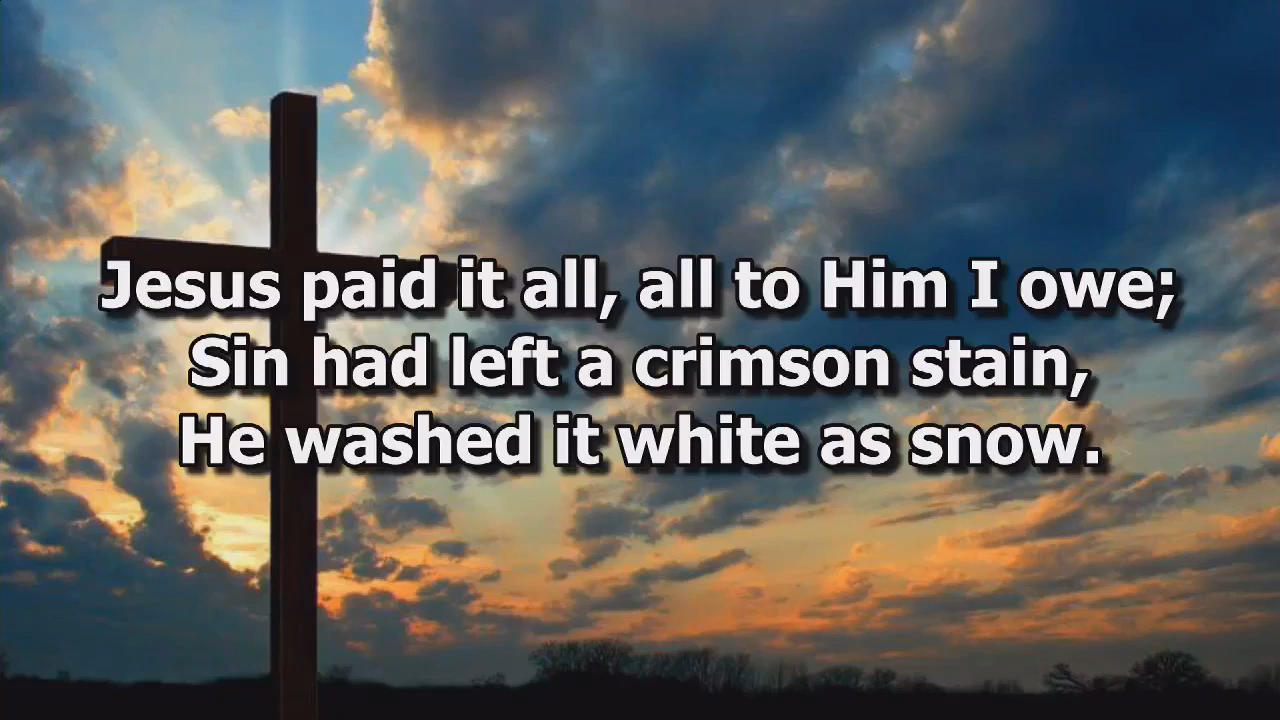 Jesus paid it all, all to Him I owe;
Sin had left a crimson stain,
He washed it white as snow.